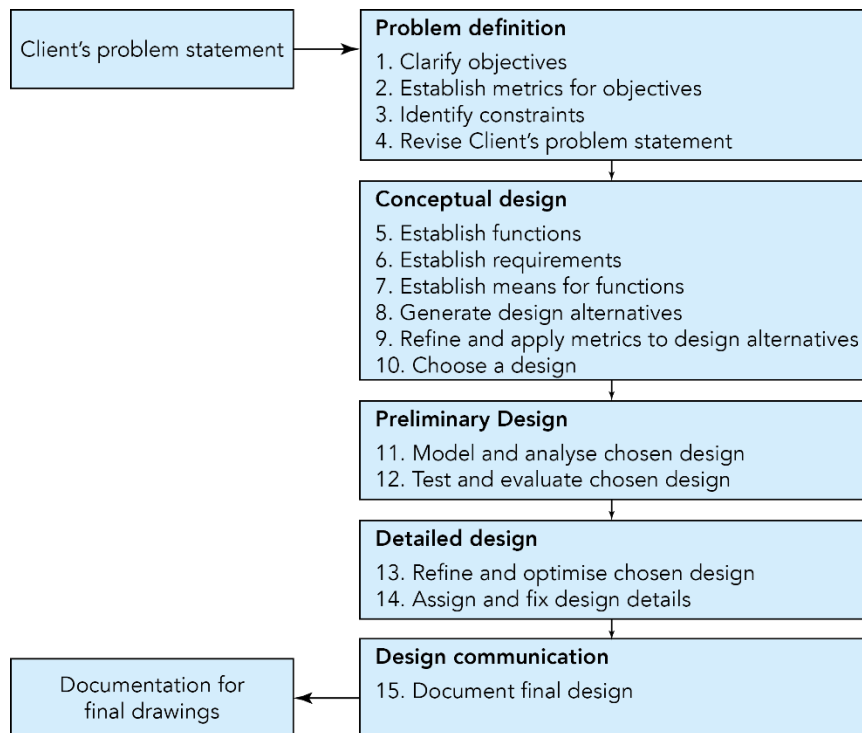 Client's problem statement
Problem definition
1. Clarify objectives
2. Establish metrics for objectives
3. Identify constraints
4. Revise Client's problem statement
Conceptual design
5. Establish functions
6. Establish requirements
7. Establish means for functions
8. Generate design alternatives
9. Refine and apply metrics to design alternatives
10. Choose a design
Preliminary Design
11. Model and analyse chosen design
12. Test and evaluate chosen design
Detailed design
13. Refine and optimise chosen design
14. Assign and fix design details
Design communication
15. Document final design
Documentation for
final drawings